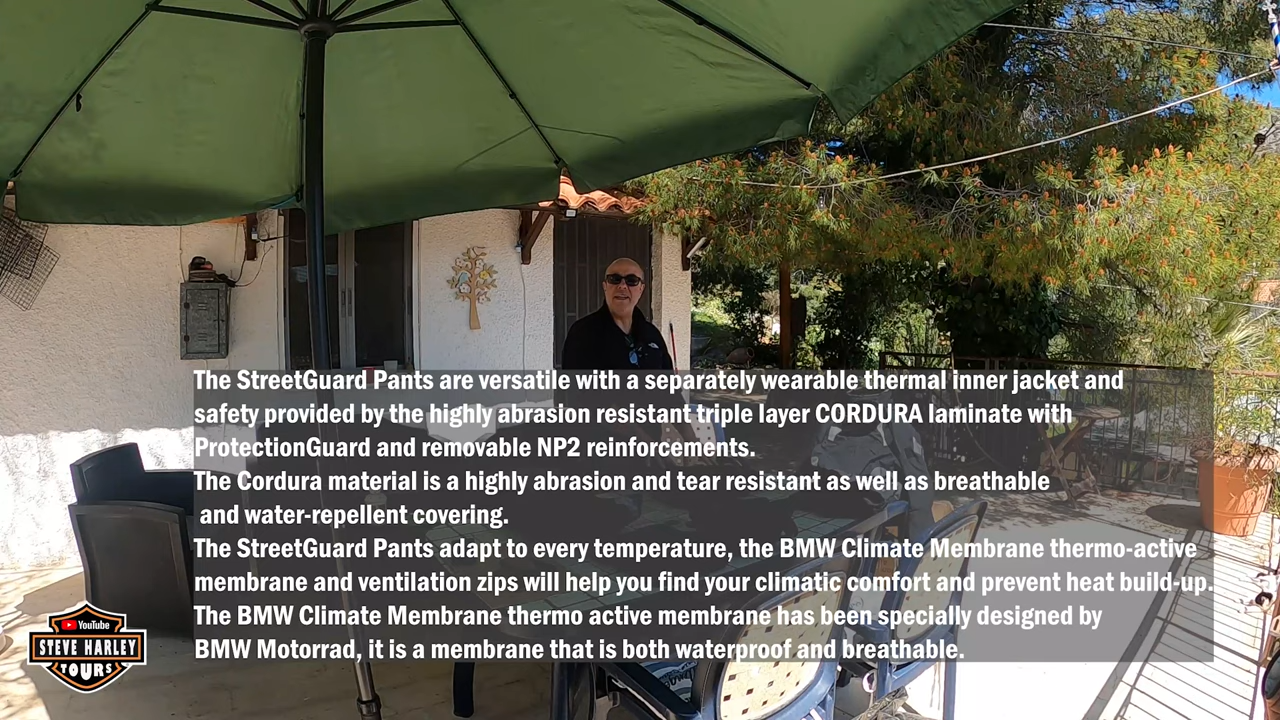 The StreetGuard Pants are versatile with a separately wearable thermal inner jacket and
safety provided by the highly abrasion resistant triple layer CORDURA laminate with
ProtectionGuard and removable NP2 reinforcements.
The Cordura material is a highly abrasion and tear resistant as well as breathable
and water-repellent covering.
The StreetGuard Pants adapt to every temperature, the BMW Climate Membrane thermo-active
membrane and ventilation zips will help you find your climatic comfort and prevent heat build-up.
The BMW Climate Membrane thermo active membrane has been specially designed by
BMW Motorrad, it is a membrane that is both waterproof and breathable.
YouTube
STEVE HARLEY
TOURS